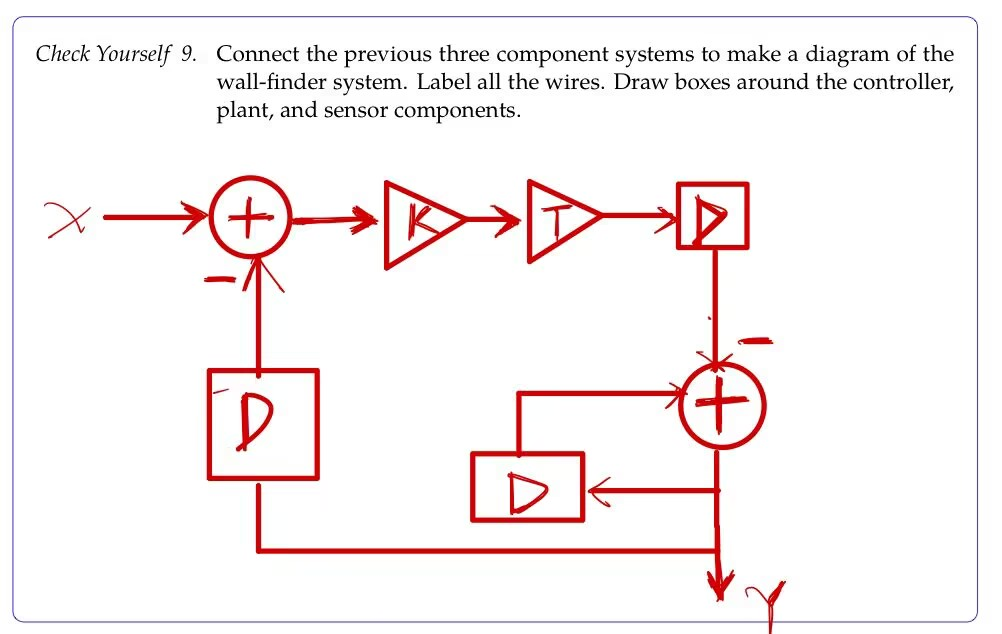 Check Yourself 9. Connect the previous three component systems to make a diagram of the
wall-finder system. Label all the wires. Draw boxes around the controller,
plant, and sensor components.
X
+
K
T
D
−
−
D
+
D
Y